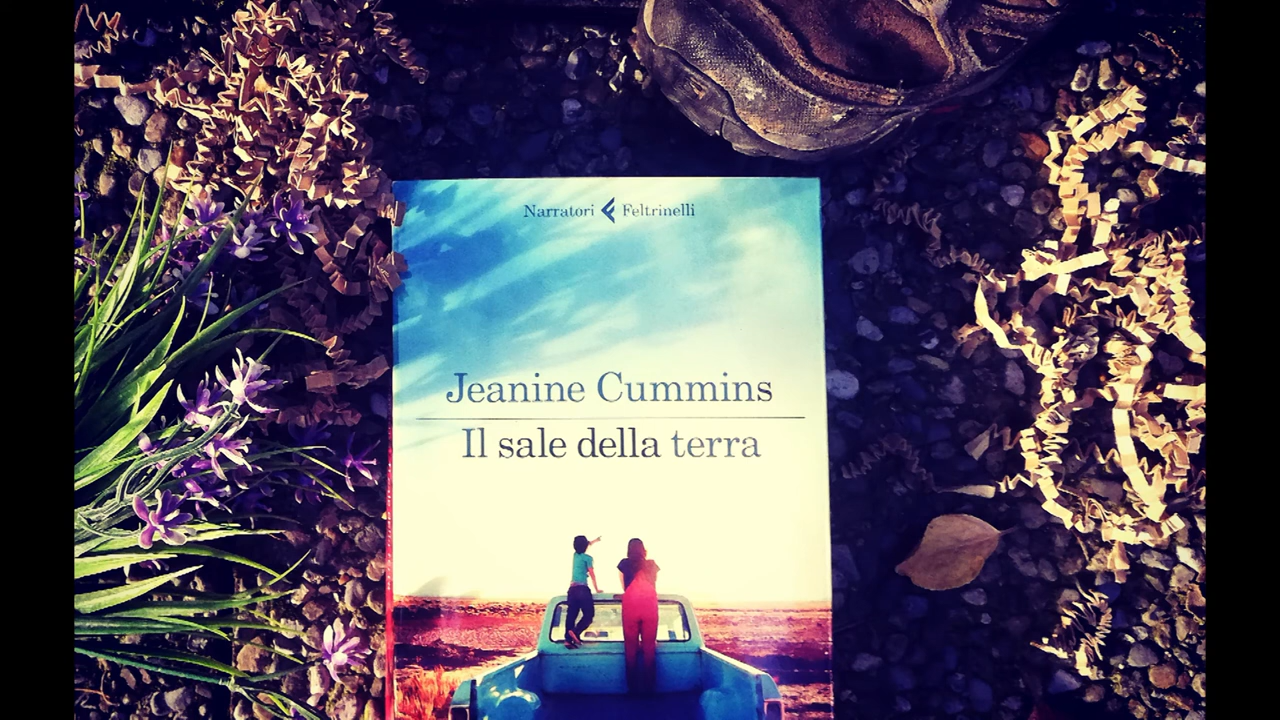 Narratori Feltrinelli
Jeanine Cummins
Il sale della terra